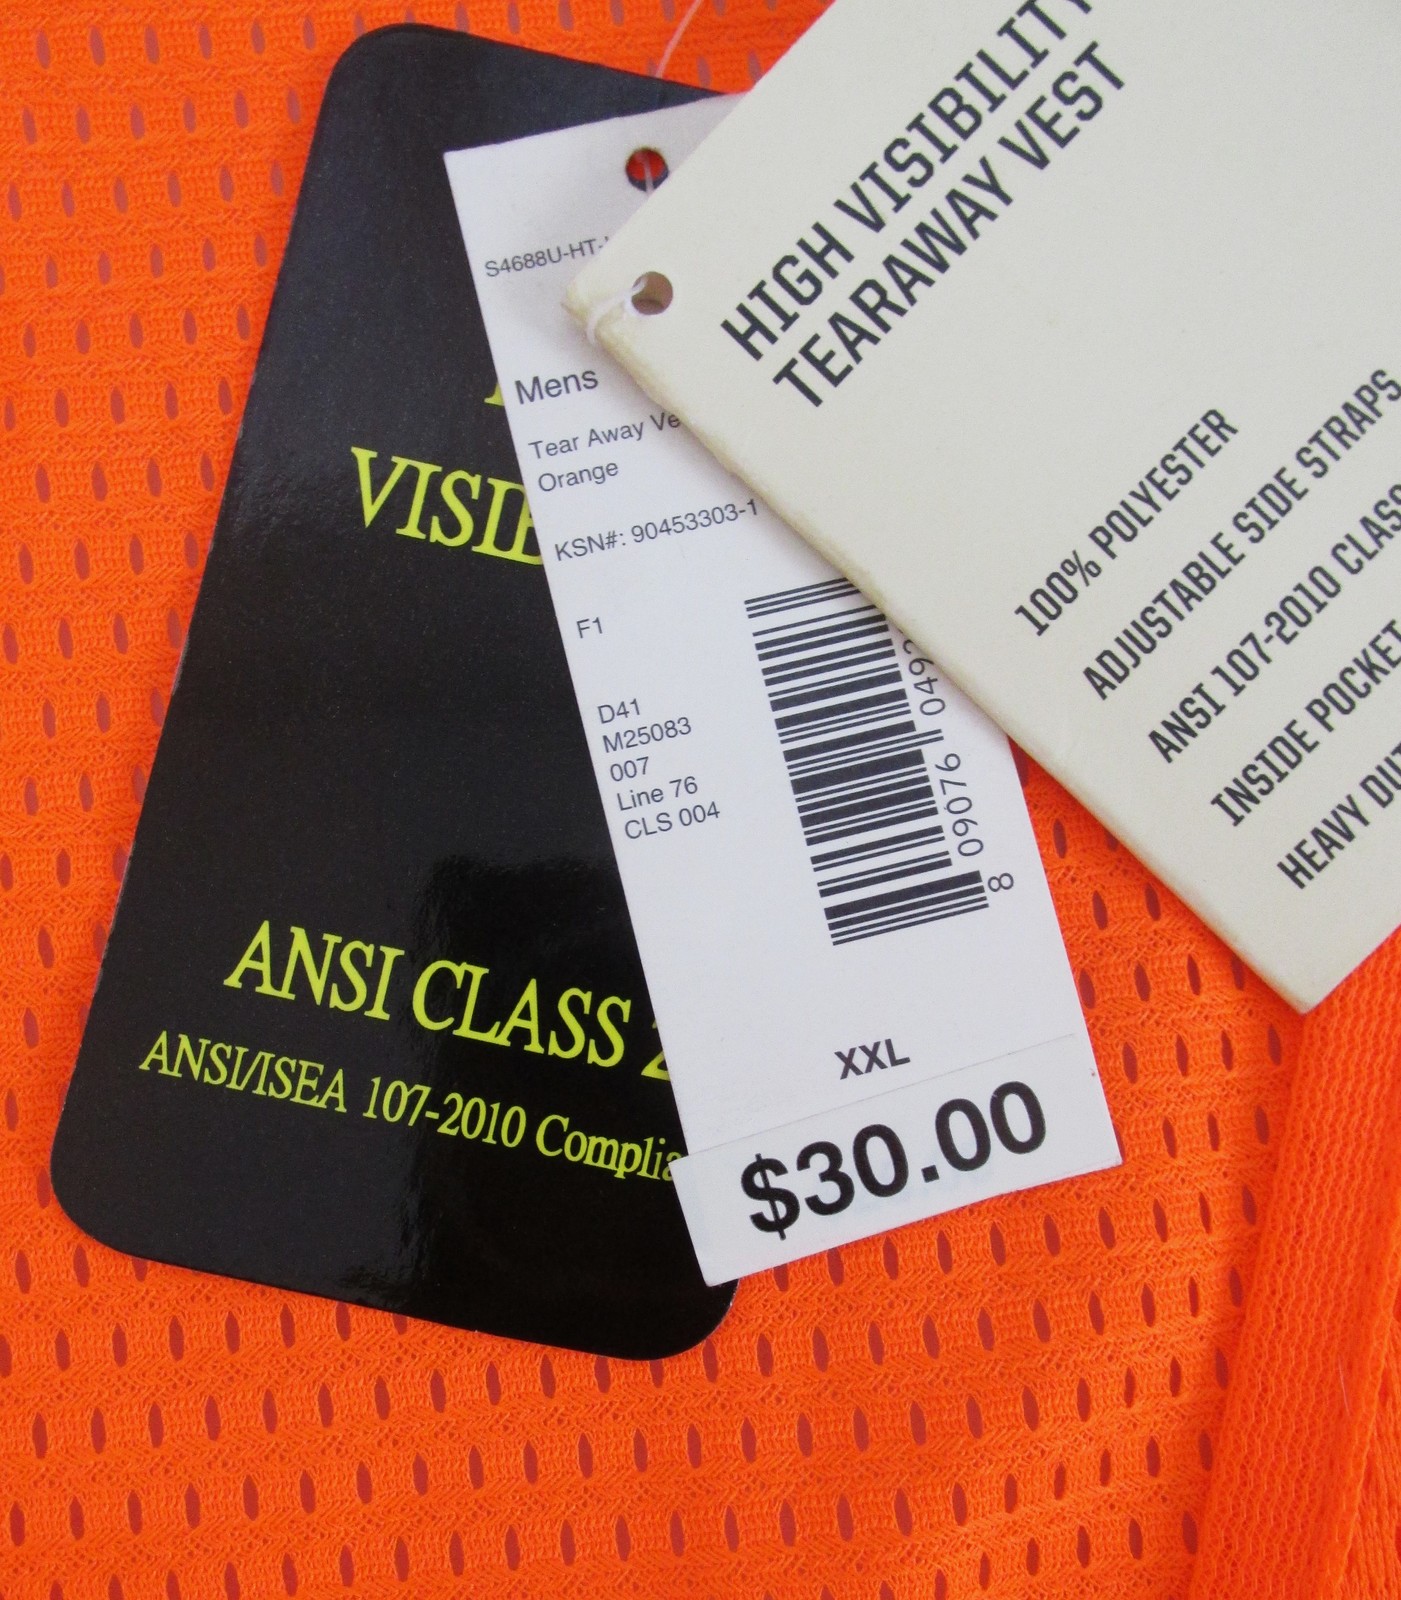 VISIB
ANSI CLASS 2
ANSI/ISEA 107-2010 Complia
S4688U-HT-
Mens
Tear Away Ve
Orange
KSN#: 90453303-1
F1
D41
M25083
007
Line 76
CLS 004
8 09076 0492
XXL
$30.00
HIGH VISIBILITY
TEARAWAY VEST
100% POLYESTER
ADJUSTABLE SIDE STRAPS
ANSI 107-2010 CLASS
INSIDE POCKET
HEAVY DUT